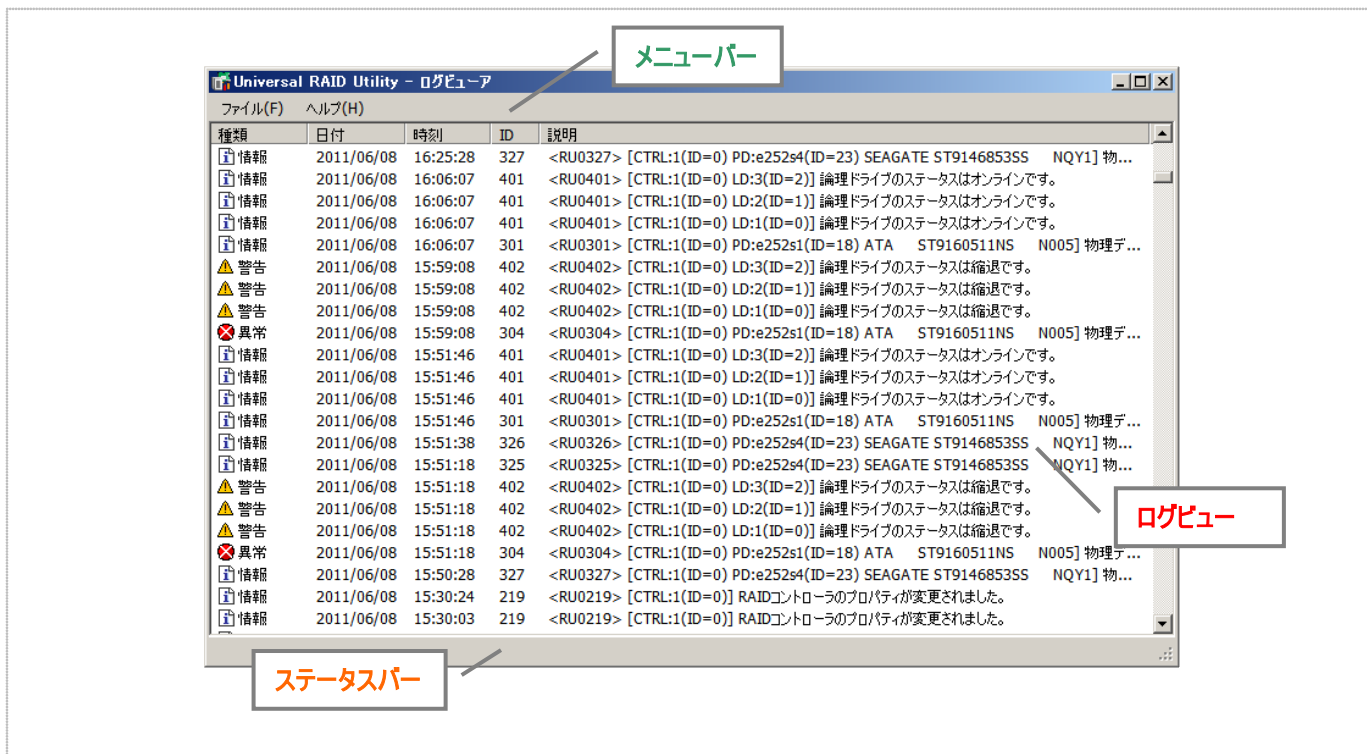 メニューバー
Universal RAID Utility - ログビューア
ファイル(F) ヘルプ(H)
種類 日付 時刻 ID 説明
情報 2011/06/08 16:25:28 327 <RU0327> [CTRL:1(ID=0) PD:e252s4(ID=23) SEAGATE ST9146853SS NQY1] 物...
情報 2011/06/08 16:06:07 401 <RU0401> [CTRL:1(ID=0) LD:3(ID=2)] 論理ドライブのステータスはオンラインです。
情報 2011/06/08 16:06:07 401 <RU0401> [CTRL:1(ID=0) LD:2(ID=1)] 論理ドライブのステータスはオンラインです。
情報 2011/06/08 16:06:07 401 <RU0401> [CTRL:1(ID=0) LD:1(ID=0)] 論理ドライブのステータスはオンラインです。
情報 2011/06/08 16:06:07 301 <RU0301> [CTRL:1(ID=0) PD:e252s1(ID=18) ATA ST9160511NS N005] 物理デ...
警告 2011/06/08 15:59:08 402 <RU0402> [CTRL:1(ID=0) LD:3(ID=2)] 論理ドライブのステータスは縮退です。
警告 2011/06/08 15:59:08 402 <RU0402> [CTRL:1(ID=0) LD:2(ID=1)] 論理ドライブのステータスは縮退です。
警告 2011/06/08 15:59:08 402 <RU0402> [CTRL:1(ID=0) LD:1(ID=0)] 論理ドライブのステータスは縮退です。
異常 2011/06/08 15:59:08 304 <RU0304> [CTRL:1(ID=0) PD:e252s1(ID=18) ATA ST9160511NS N005] 物理デ...
情報 2011/06/08 15:51:46 401 <RU0401> [CTRL:1(ID=0) LD:3(ID=2)] 論理ドライブのステータスはオンラインです。
情報 2011/06/08 15:51:46 401 <RU0401> [CTRL:1(ID=0) LD:2(ID=1)] 論理ドライブのステータスはオンラインです。
情報 2011/06/08 15:51:46 401 <RU0401> [CTRL:1(ID=0) LD:1(ID=0)] 論理ドライブのステータスはオンラインです。
情報 2011/06/08 15:51:46 301 <RU0301> [CTRL:1(ID=0) PD:e252s1(ID=18) ATA ST9160511NS N005] 物理デ...
情報 2011/06/08 15:51:38 326 <RU0326> [CTRL:1(ID=0) PD:e252s4(ID=23) SEAGATE ST9146853SS NQY1] 物...
情報 2011/06/08 15:51:18 325 <RU0325> [CTRL:1(ID=0) PD:e252s4(ID=23) SEAGATE ST9146853SS NQY1] 物...
警告 2011/06/08 15:51:18 402 <RU0402> [CTRL:1(ID=0) LD:3(ID=2)] 論理ドライブのステータスは縮退です。
警告 2011/06/08 15:51:18 402 <RU0402> [CTRL:1(ID=0) LD:2(ID=1)] 論理ドライブのステータスは縮退です。
警告 2011/06/08 15:51:18 402 <RU0402> [CTRL:1(ID=0) LD:1(ID=0)] 論理ドライブのステータスは縮退です。
異常 2011/06/08 15:51:18 304 <RU0304> [CTRL:1(ID=0) PD:e252s1(ID=18) ATA ST9160511NS N005] 物理デ...
情報 2011/06/08 15:50:28 327 <RU0327> [CTRL:1(ID=0) PD:e252s4(ID=23) SEAGATE ST9146853SS NQY1] 物...
情報 2011/06/08 15:30:24 219 <RU0219> [CTRL:1(ID=0)] RAIDコントローラのプロパティが変更されました。
情報 2011/06/08 15:30:03 219 <RU0219> [CTRL:1(ID=0)] RAIDコントローラのプロパティが変更されました。
ログビュー
ステータスバー